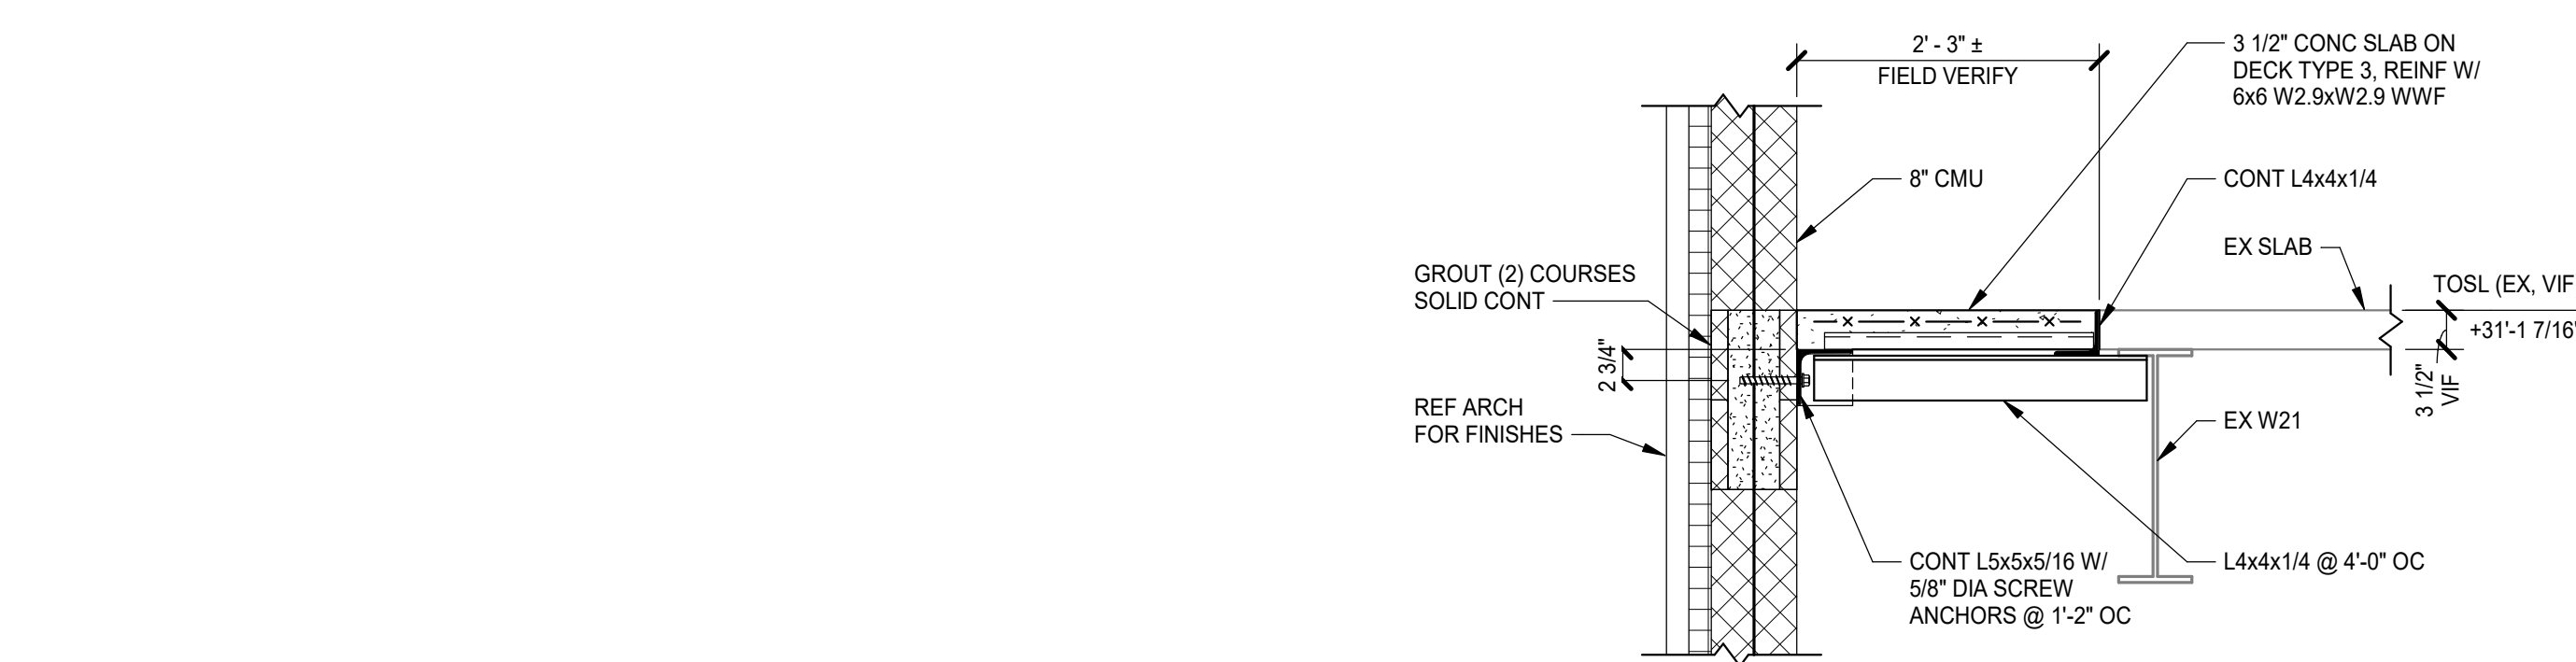 2' - 3" ±
FIELD VERIFY
3 1/2" CONC SLAB ON
DECK TYPE 3, REINF W/
6x6 W2.9xW2.9 WWF
8" CMU
CONT L4x4x1/4
EX SLAB
GROUT (2) COURSES
SOLID CONT
TOSL (EX, VIF
+31'-1 7/16"
2 3/4"
3 1/2"
VIF
REF ARCH
FOR FINISHES
EX W21
CONT L5x5x5/16 W/
5/8" DIA SCREW
ANCHORS @ 1'-2" OC
L4x4x1/4 @ 4'-0" OC